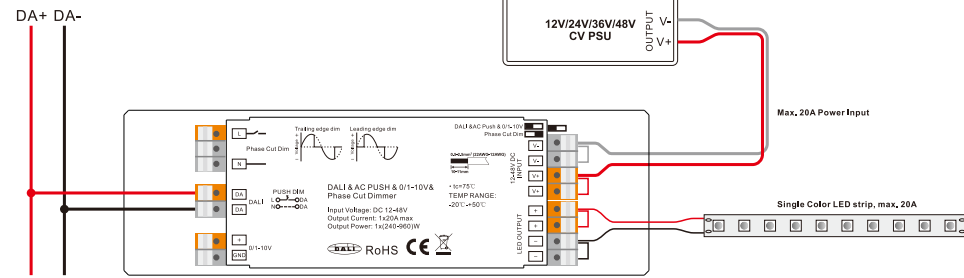 DA+ DA-
12V/24V/36V/48V
CV PSU
OUTPUT
V-
V+
Max. 20A Power Input
L
Phase Cut Dim
N
Trailing edge dim
Leading edge dim
Voltage
Voltage
DALI & AC Push & 0/1-10V
Phase Cut Dim
V-
V-
V+
V+
12-48V DC
INPUT
DA
DA
DALI
PUSH DIM
L DA
N DA
DALI & AC PUSH & 0/1-10V&
Phase Cut Dimmer
Input Voltage: DC 12-48V
Output Current: 1x20A max
Output Power: 1x(240-960)W
• tc=75℃
TEMP RANGE:
-20℃-+50℃
+
GND
0/1-10V
DALI
RoHS
CE
+
+
-
-
LED OUTPUT
Single Color LED strip, max, 20A